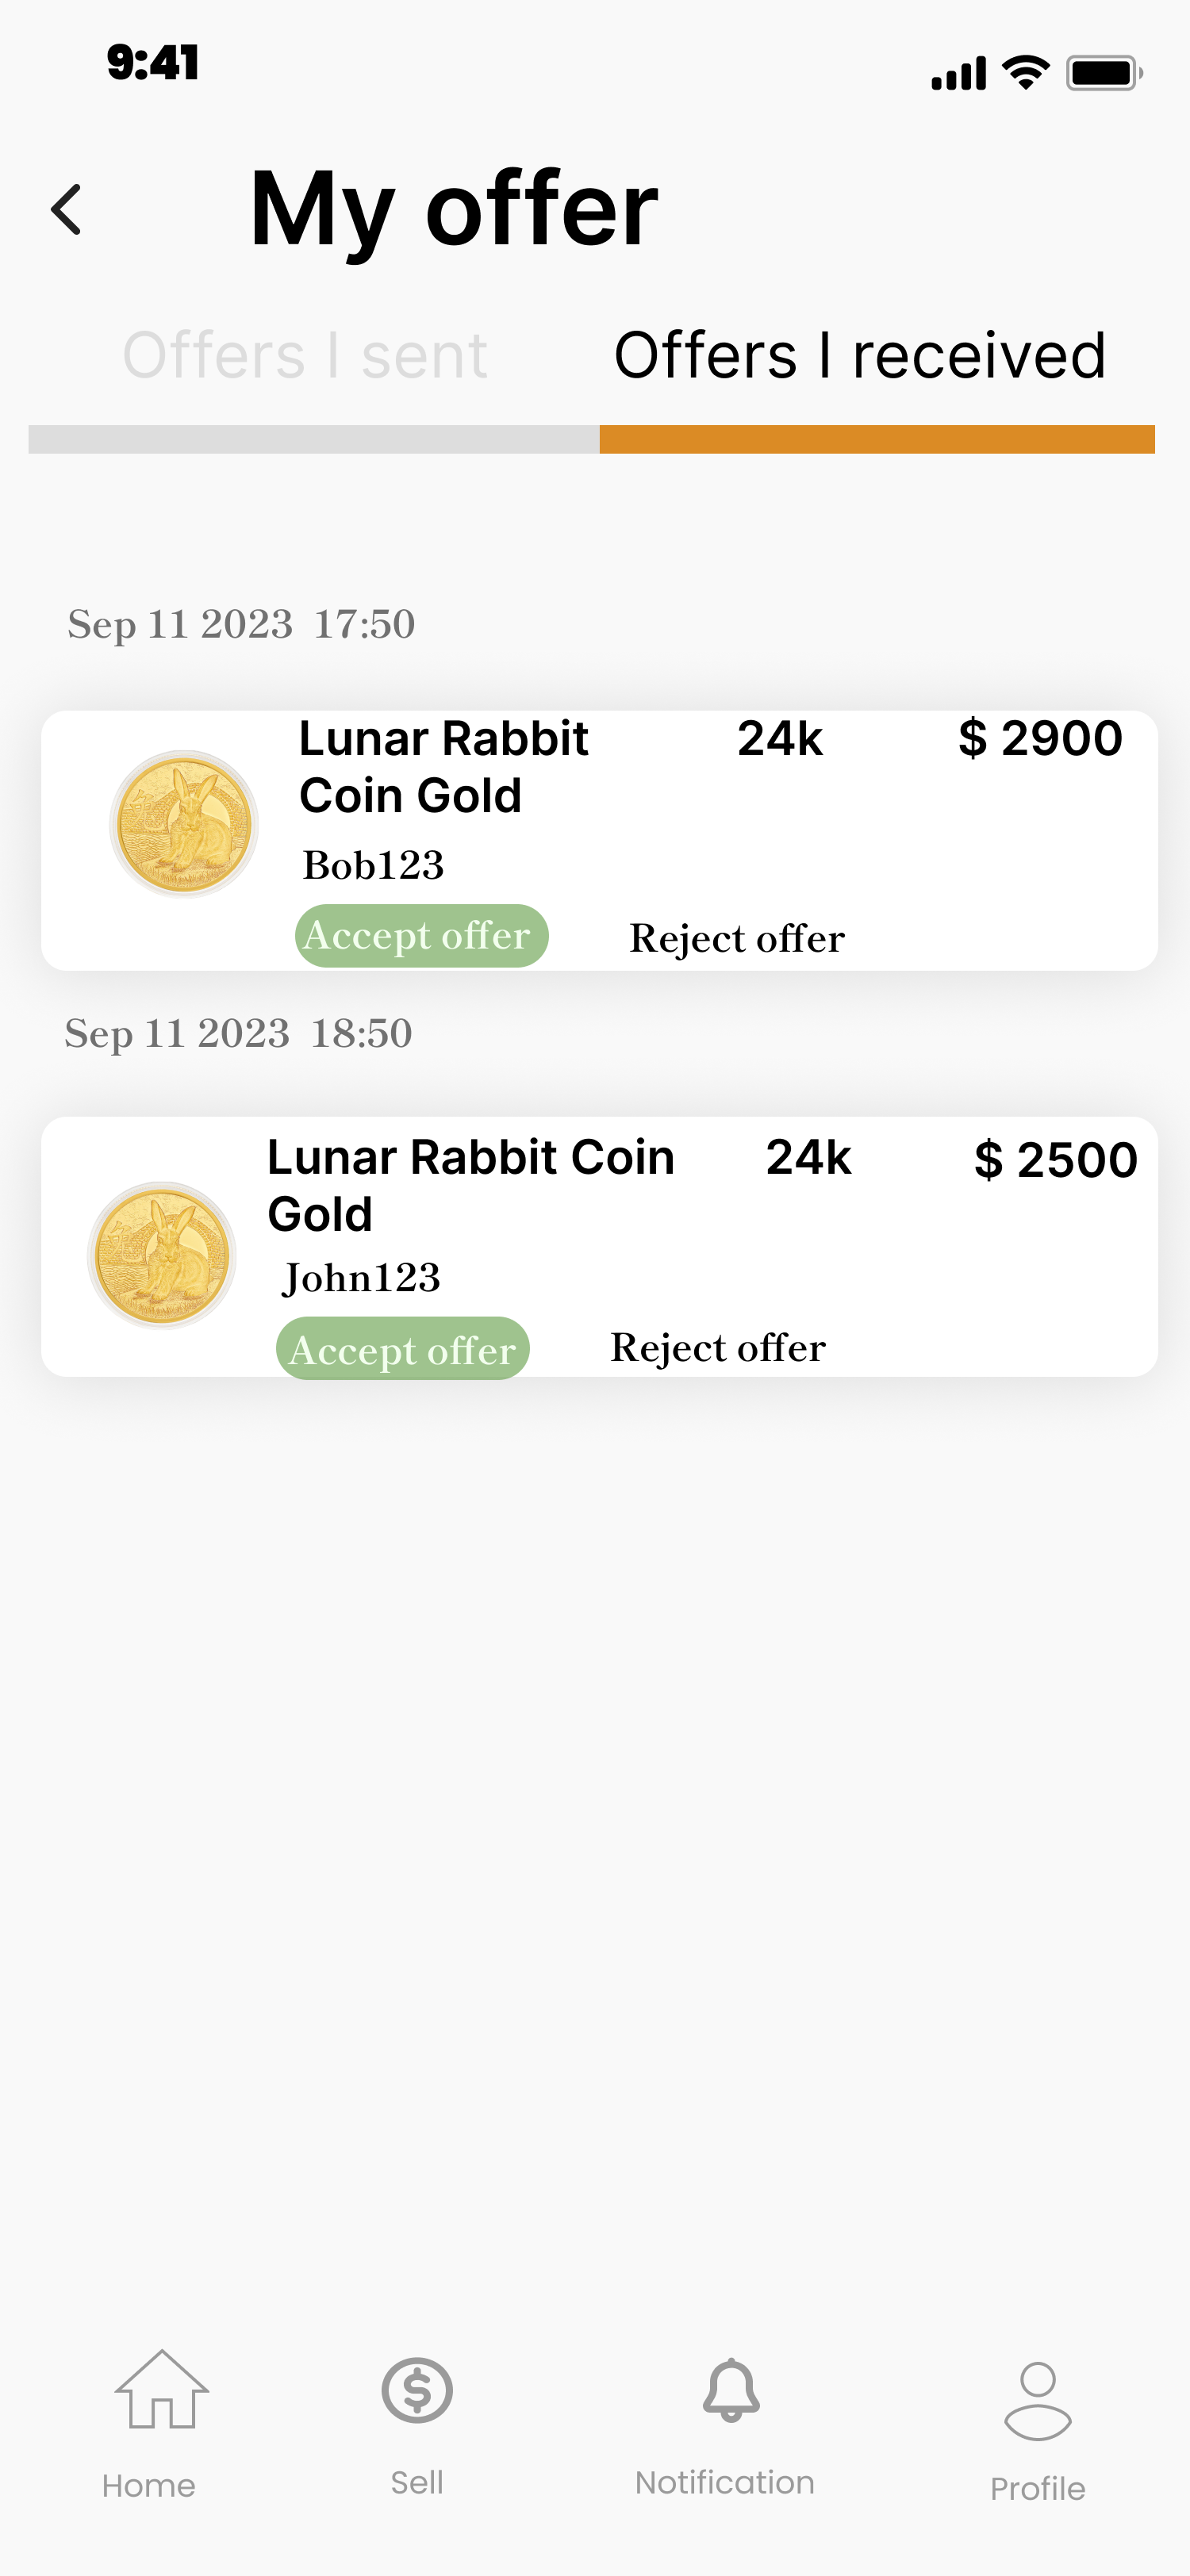 9:41
My offer
Offers I sent Offers I received
Sep 11 2023 17:50
Lunar Rabbit 24k $ 2900
Coin Gold
Bob123
Accept offer Reject offer
Sep 11 2023 18:50
Lunar Rabbit Coin 24k $ 2500
Gold
John123
Accept offer Reject offer
Home Sell Notification Profile